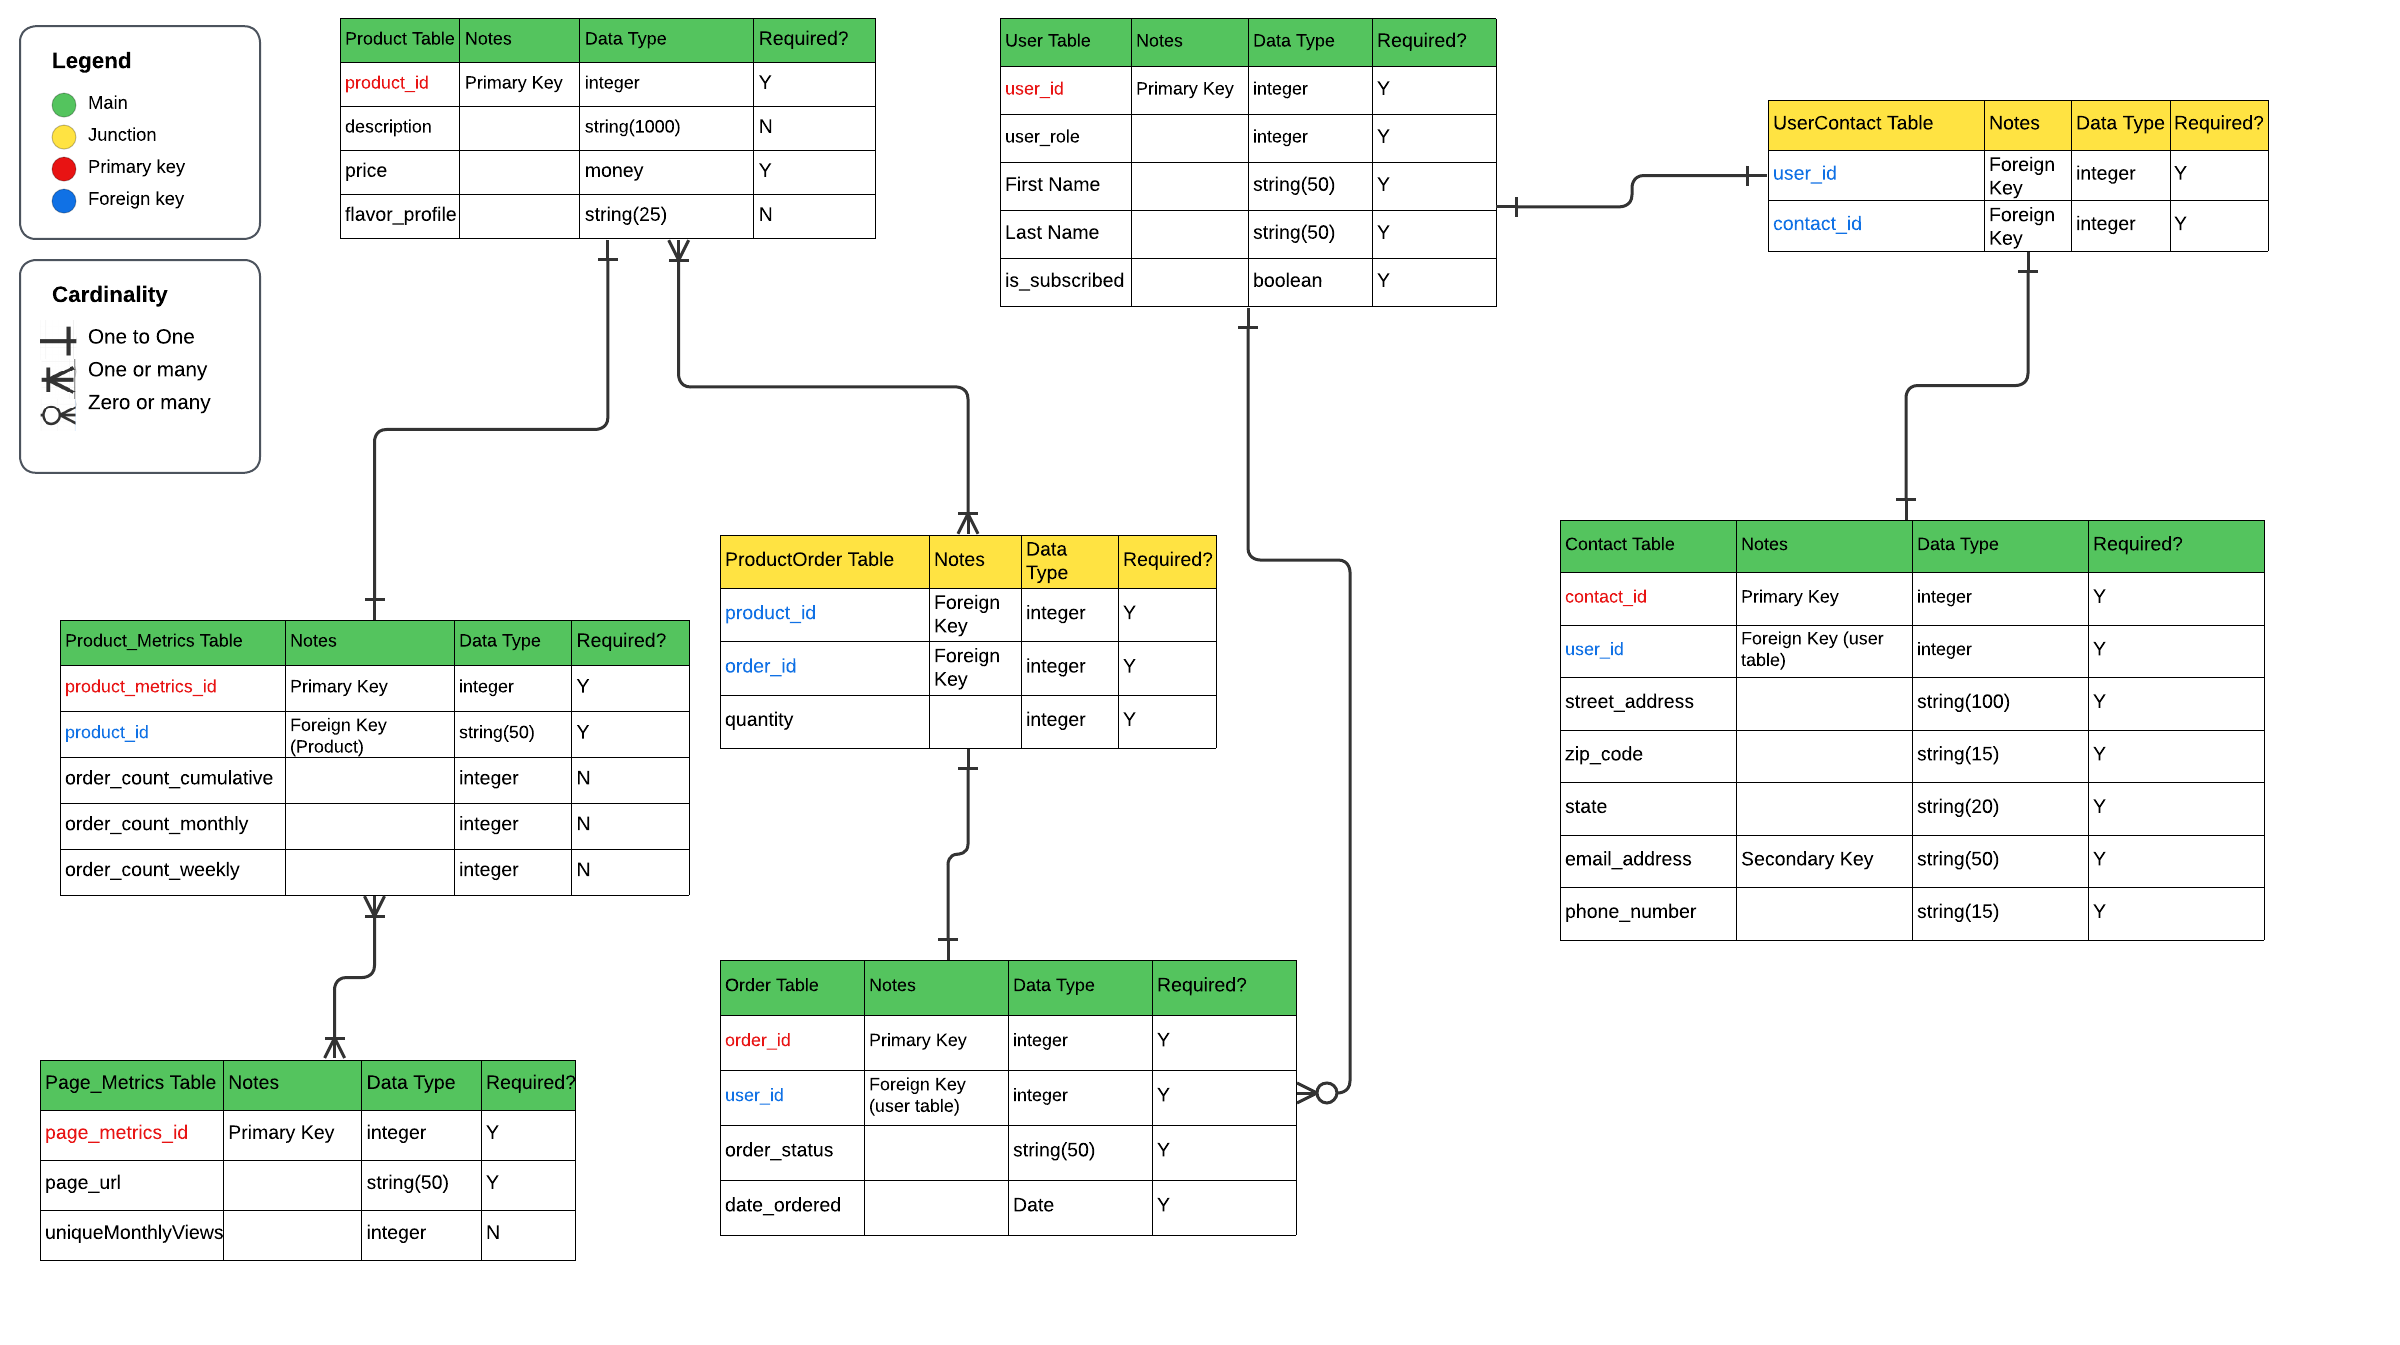 Legend
Main
Junction
Primary key
Foreign key
Cardinality
One to One
One or many
Zero or many
Product Table Notes Data Type Required?
product_id Primary Key integer Y
description string(1000) N
price money Y
flavor_profile string(25) N
User Table Notes Data Type Required?
user_id Primary Key integer Y
user_role integer Y
First Name string(50) Y
Last Name string(50) Y
is_subscribed boolean Y
UserContact Table Notes Data Type Required?
user_id Foreign Key integer Y
contact_id Foreign Key integer Y
ProductOrder Table Notes Data Type Required?
product_id Foreign Key integer Y
order_id Foreign Key integer Y
quantity integer Y
Contact Table Notes Data Type Required?
contact_id Primary Key integer Y
user_id Foreign Key (user table) integer Y
street_address string(100) Y
zip_code string(15) Y
state string(20) Y
email_address Secondary Key string(50) Y
phone_number string(15) Y
Product_Metrics Table Notes Data Type Required?
product_metrics_id Primary Key integer Y
product_id Foreign Key (Product) string(50) Y
order_count_cumulative integer N
order_count_monthly integer N
order_count_weekly integer N
Order Table Notes Data Type Required?
order_id Primary Key integer Y
user_id Foreign Key (user table) integer Y
order_status string(50) Y
date_ordered Date Y
Page_Metrics Table Notes Data Type Required?
page_metrics_id Primary Key integer Y
page_url string(50) Y
uniqueMonthlyViews integer N